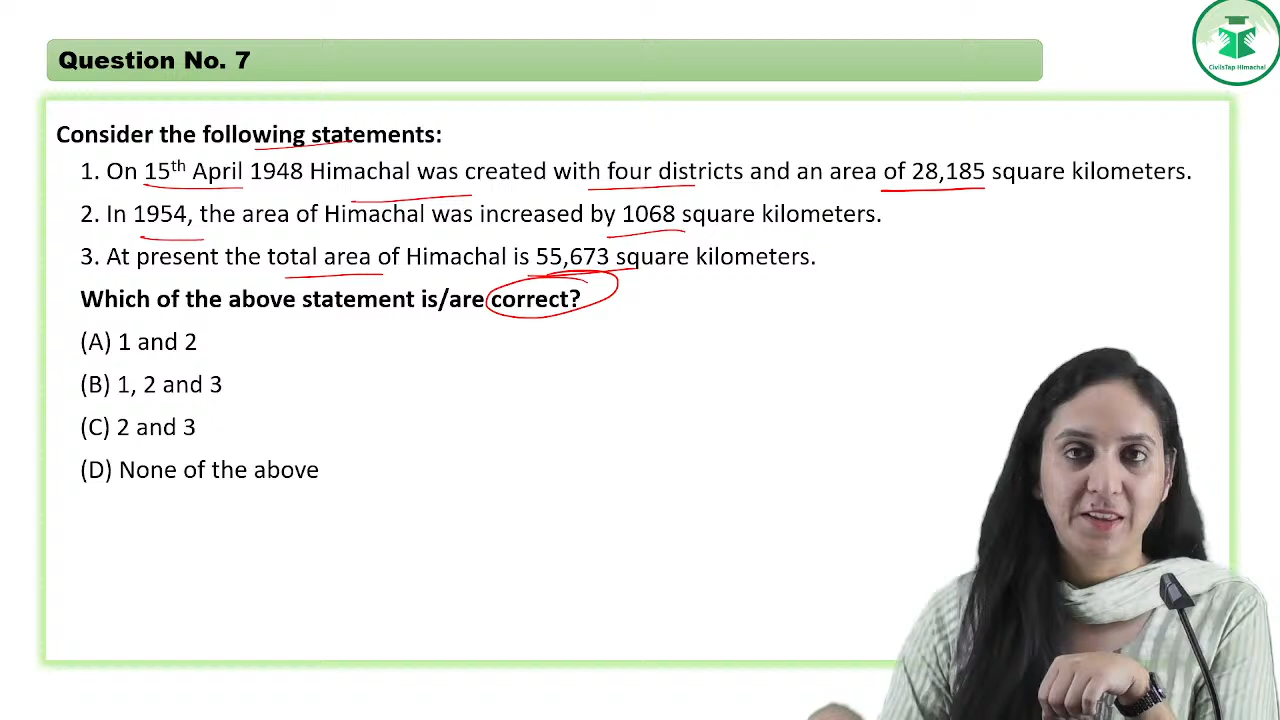 Question No. 7
CivilsTap Himachal
Consider the following statements:
1. On 15th April 1948 Himachal was created with four districts and an area of 28,185 square kilometers.
2. In 1954, the area of Himachal was increased by 1068 square kilometers.
3. At present the total area of Himachal is 55,673 square kilometers.
Which of the above statement is/are correct?
(A) 1 and 2
(B) 1, 2 and 3
(C) 2 and 3
(D) None of the above